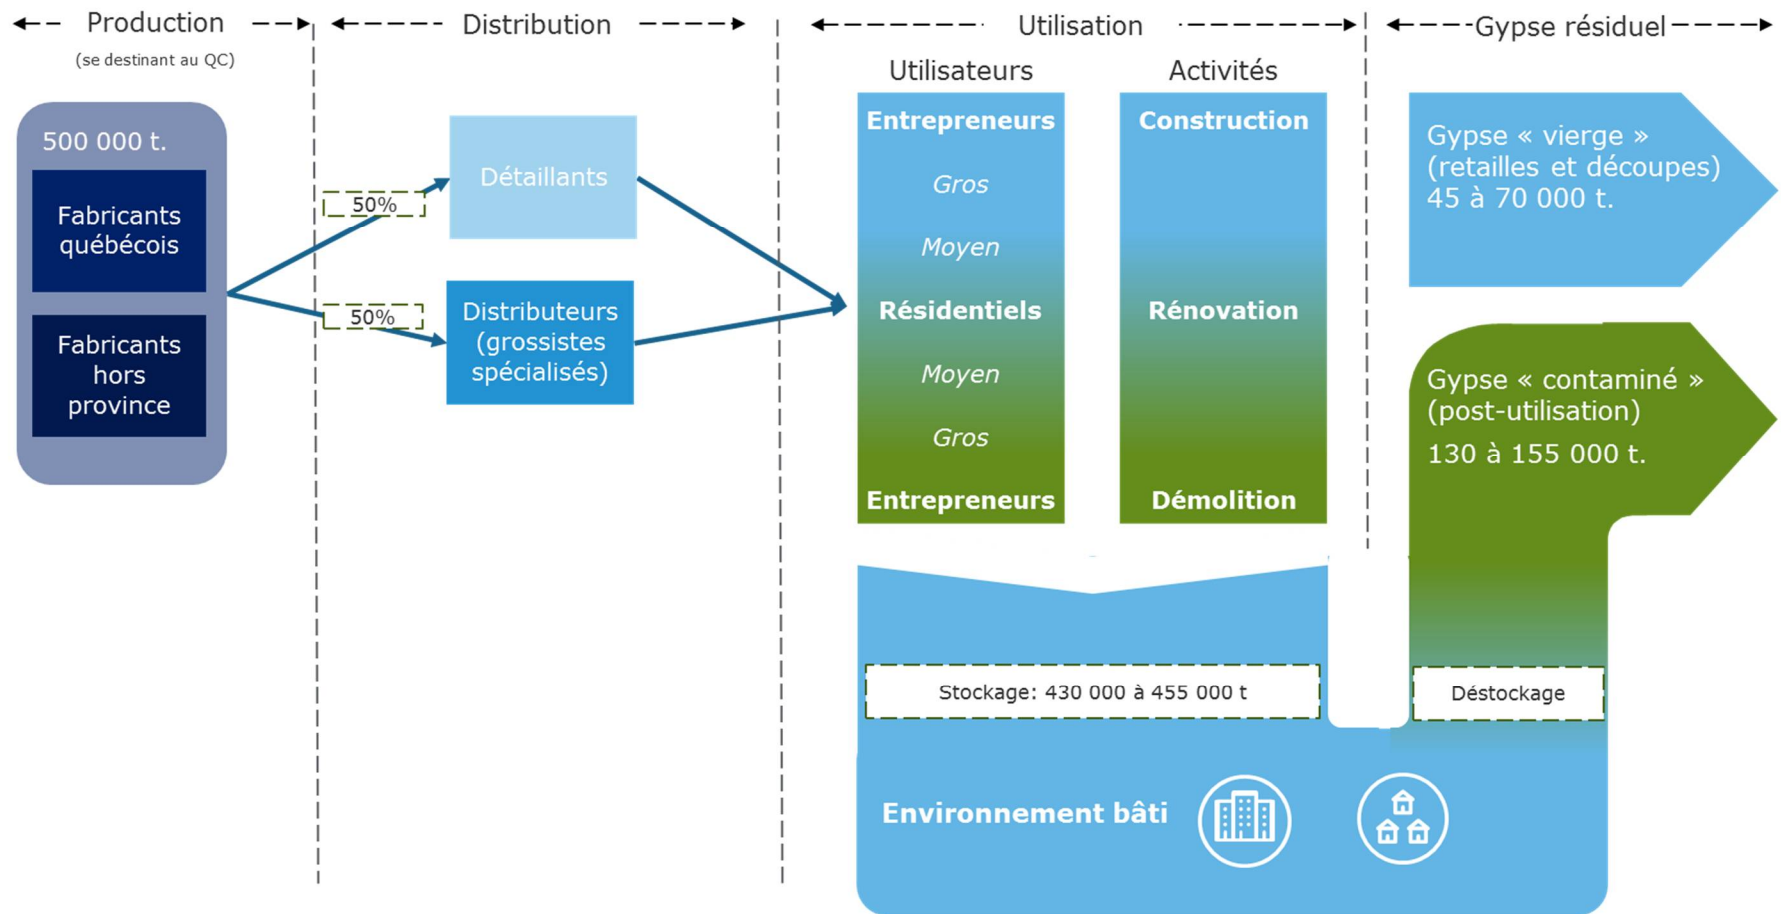 Production
(se destinant au QC)
Distribution
Utilisation
Gypse résiduel
Utilisateurs
Activités
500 000 t.
Fabricants
québécois
Fabricants
hors
province
50%
50%
Détaillants
Distributeurs
(grossistes
spécialisés)
Entrepreneurs
Gros
Moyen
Résidentiels
Moyen
Gros
Entrepreneurs
Construction
Rénovation
Démolition
Gypse « vierge »
(retailles et découpes)
45 à 70 000 t.
Gypse « contaminé »
(post-utilisation)
130 à 155 000 t.
Stockage: 430 000 à 455 000 t
Déstockage
Environnement bâti